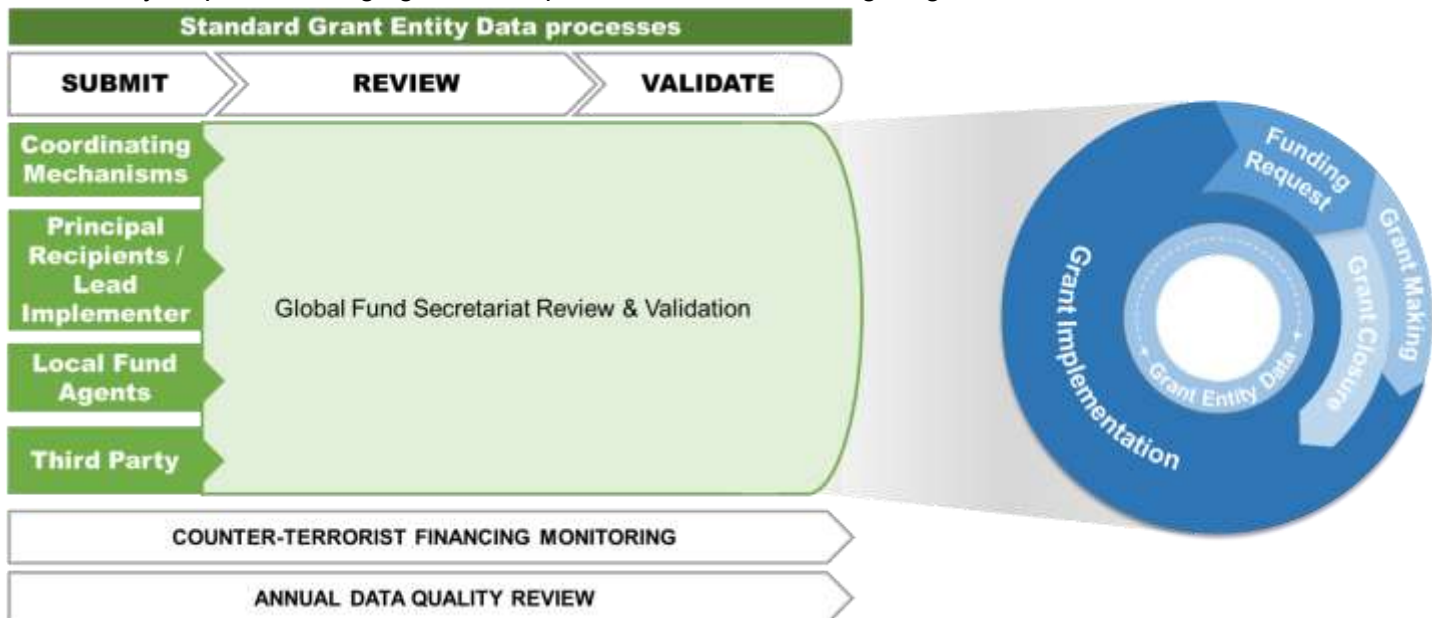 Standard Grant Entity Data processes
SUBMIT
REVIEW
VALIDATE
Coordinating
Mechanisms
Principal
Recipients /
Lead
Implementer
Local Fund
Agents
Third Party
Global Fund Secretariat Review & Validation
COUNTER-TERRORIST FINANCING MONITORING
ANNUAL DATA QUALITY REVIEW
Funding
Request
Grant Making
Grant Closure
Grant Implementation
Grant Entity Data